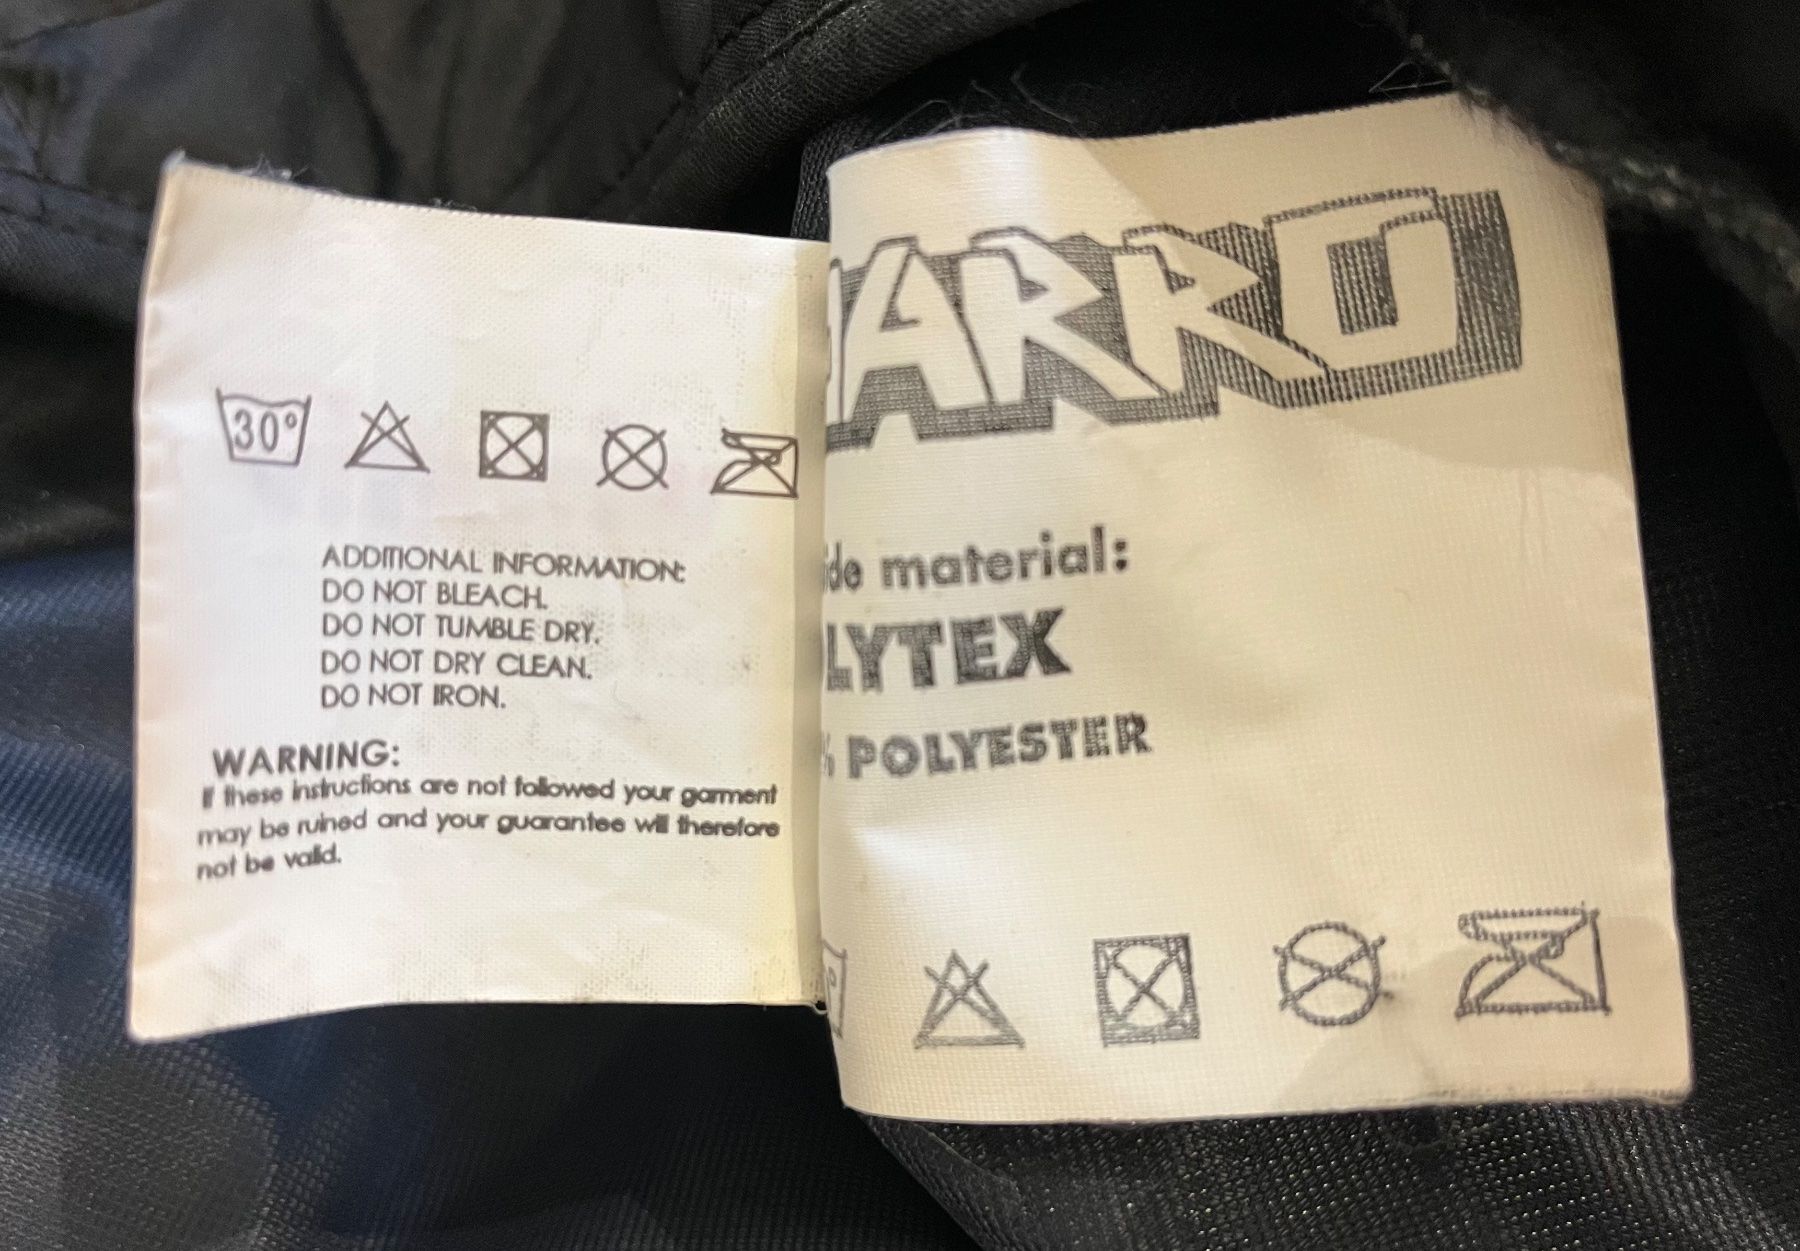 30°
ADDITIONAL INFORMATION:
DO NOT BLEACH.
DO NOT TUMBLE DRY.
DO NOT DRY CLEAN.
DO NOT IRON.
WARNING:
If these instructions are not followed your garment
may be ruined and your guarantee will therefore
not be valid.
ARRO
de material:
LYTEX
% POLYESTER